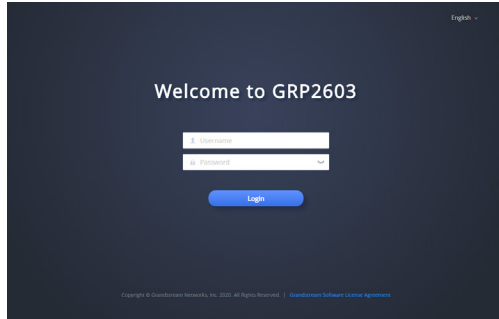 English
Welcome to GRP2603
Username
Password
Login
Copyright © Grandstream Networks, Inc. 2020. All Rights Reserved. | Grandstream Software License Agreement